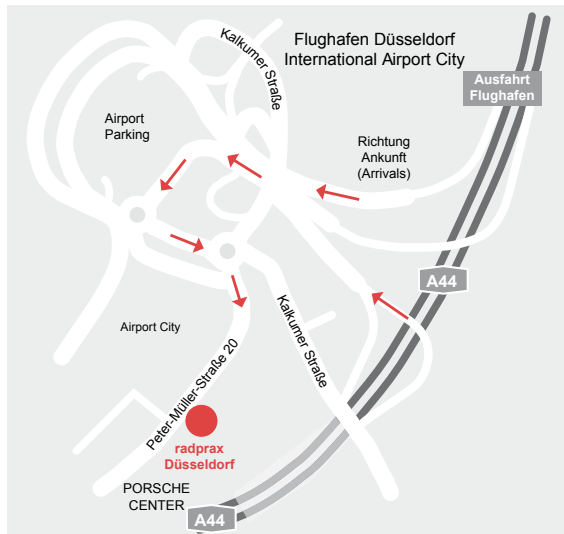 Flughafen Düsseldorf
International Airport City
Kalkumer Straße
Ausfahrt
Flughafen
Airport
Parking
Richtung
Ankunft
(Arrivals)
A44
Airport City
Kalkumer Straße
Peter-Müller-Straße 20
radprax
Düsseldorf
PORSCHE
CENTER
A44